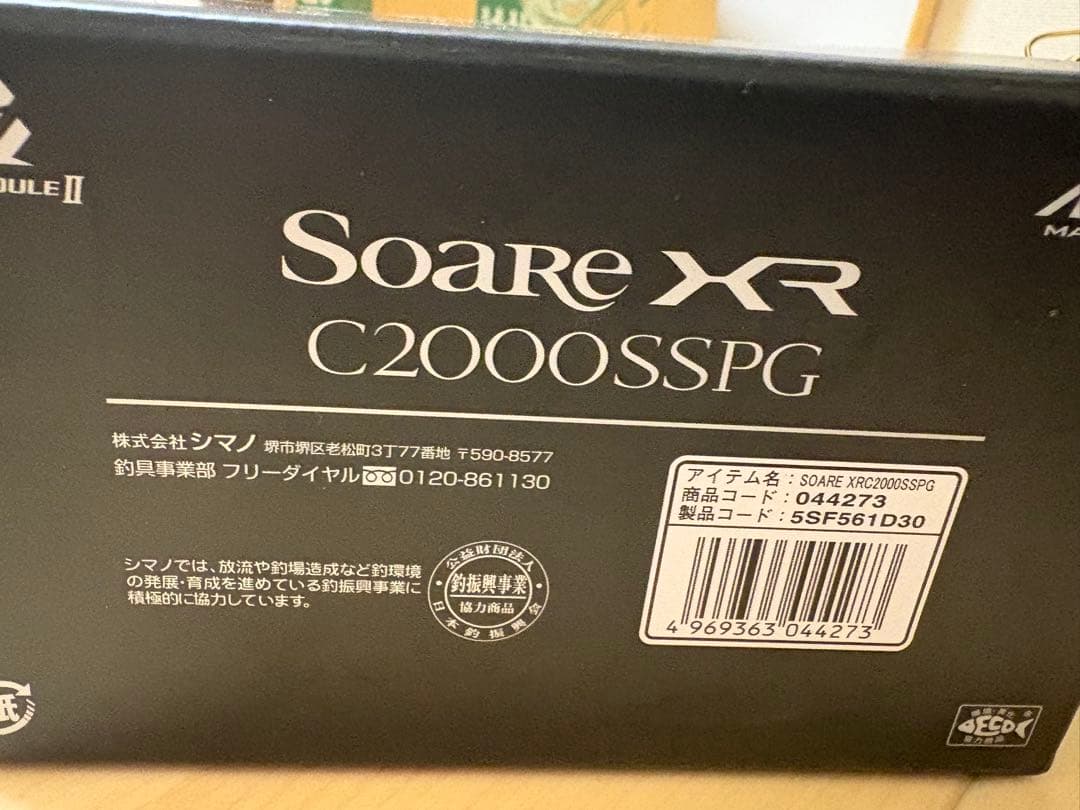 DULE II
MA
SOARE XR
C2000SSPG
株式会社シマノ 堺市堺区老松町3丁77番地 〒590-8577
釣具事業部 フリーダイヤル 0120-861130
アイテム名：SOARE XRC2000SSPG
商品コード：044273
製品コード：5SF561D30
4 969363 044273
シマノでは、放流や釣場造成など釣環境
の発展・育成を進めている釣振興事業に
積極的に協力しています。
公益財団法人
釣振興事業
協力商品
日本釣振興会
紙
ECO